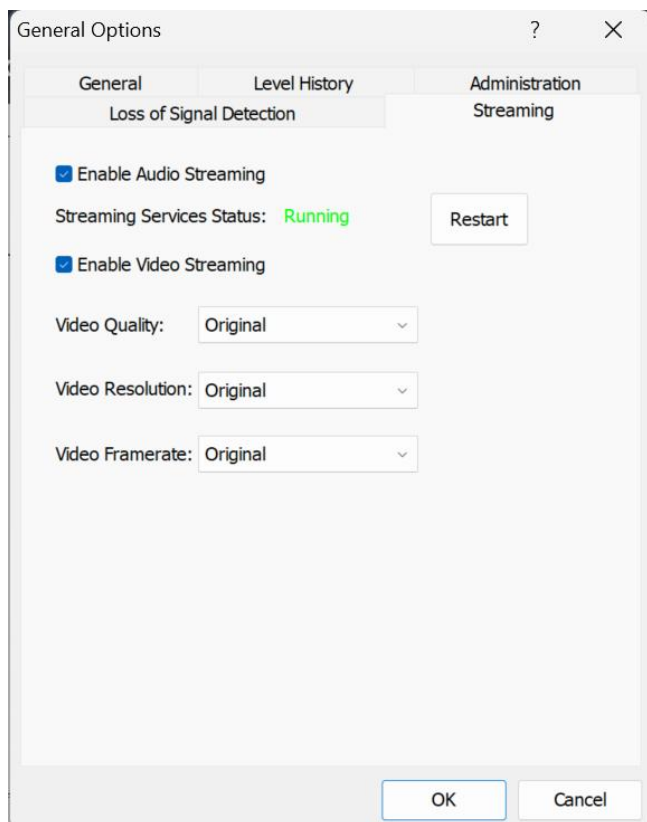 General Options ?
General Level History Administration
Loss of Signal Detection Streaming
Enable Audio Streaming
Streaming Services Status: Running Restart
Enable Video Streaming
Video Quality: Original
Video Resolution: Original
Video Framerate: Original
OK Cancel